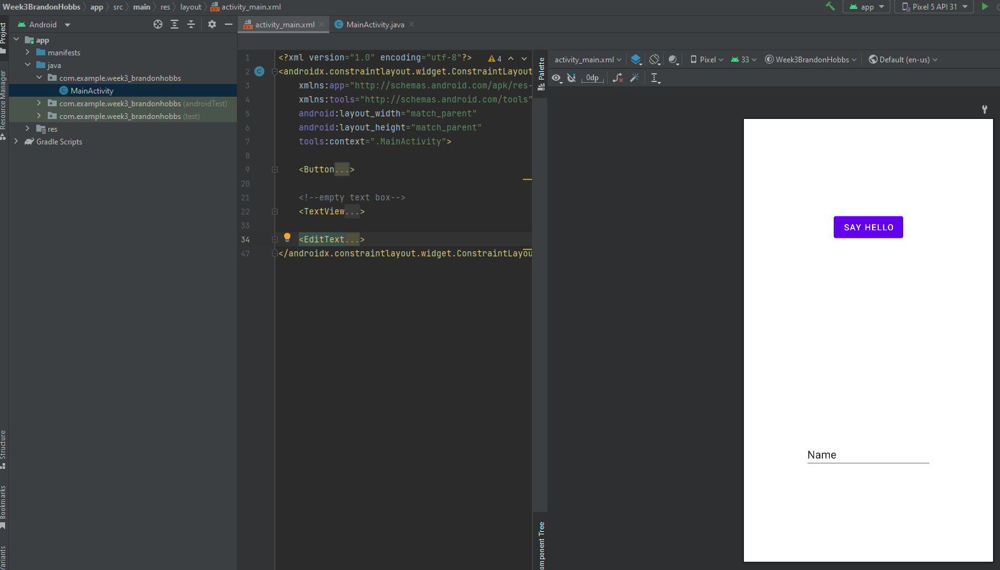 Week3BrandonHobbs app src main res layout activity_main.xml
app Pixel 5 API 31
Project
Android
activity_main.xml MainActivity.java
app
manifests
java
com.example.week3_brandonhobbs
MainActivity
com.example.week3_brandonhobbs (androidTest)
com.example.week3_brandonhobbs (test)
res
Gradle Scripts
Resource Manager
Structure
Bookmarks
1 <?xml version="1.0" encoding="utf-8"?> 4
2 <androidx.constraintlayout.widget.ConstraintLayout
3 xmlns:app="http://schemas.android.com/apk/res-
4 xmlns:tools="http://schemas.android.com/tools"
5 android:layout_width="match_parent"
6 android:layout_height="match_parent"
7 tools:context=".MainActivity">
8
9 <Button...>
20
21 <!--empty text box-->
22 <TextView...>
33
34 <EditText...>
47 </androidx.constraintlayout.widget.ConstraintLayou
Palette
omponent Tree
activity_main.xml Pixel 33 Week3BrandonHobbs Default (en-us)
0dp
SAY HELLO
Name